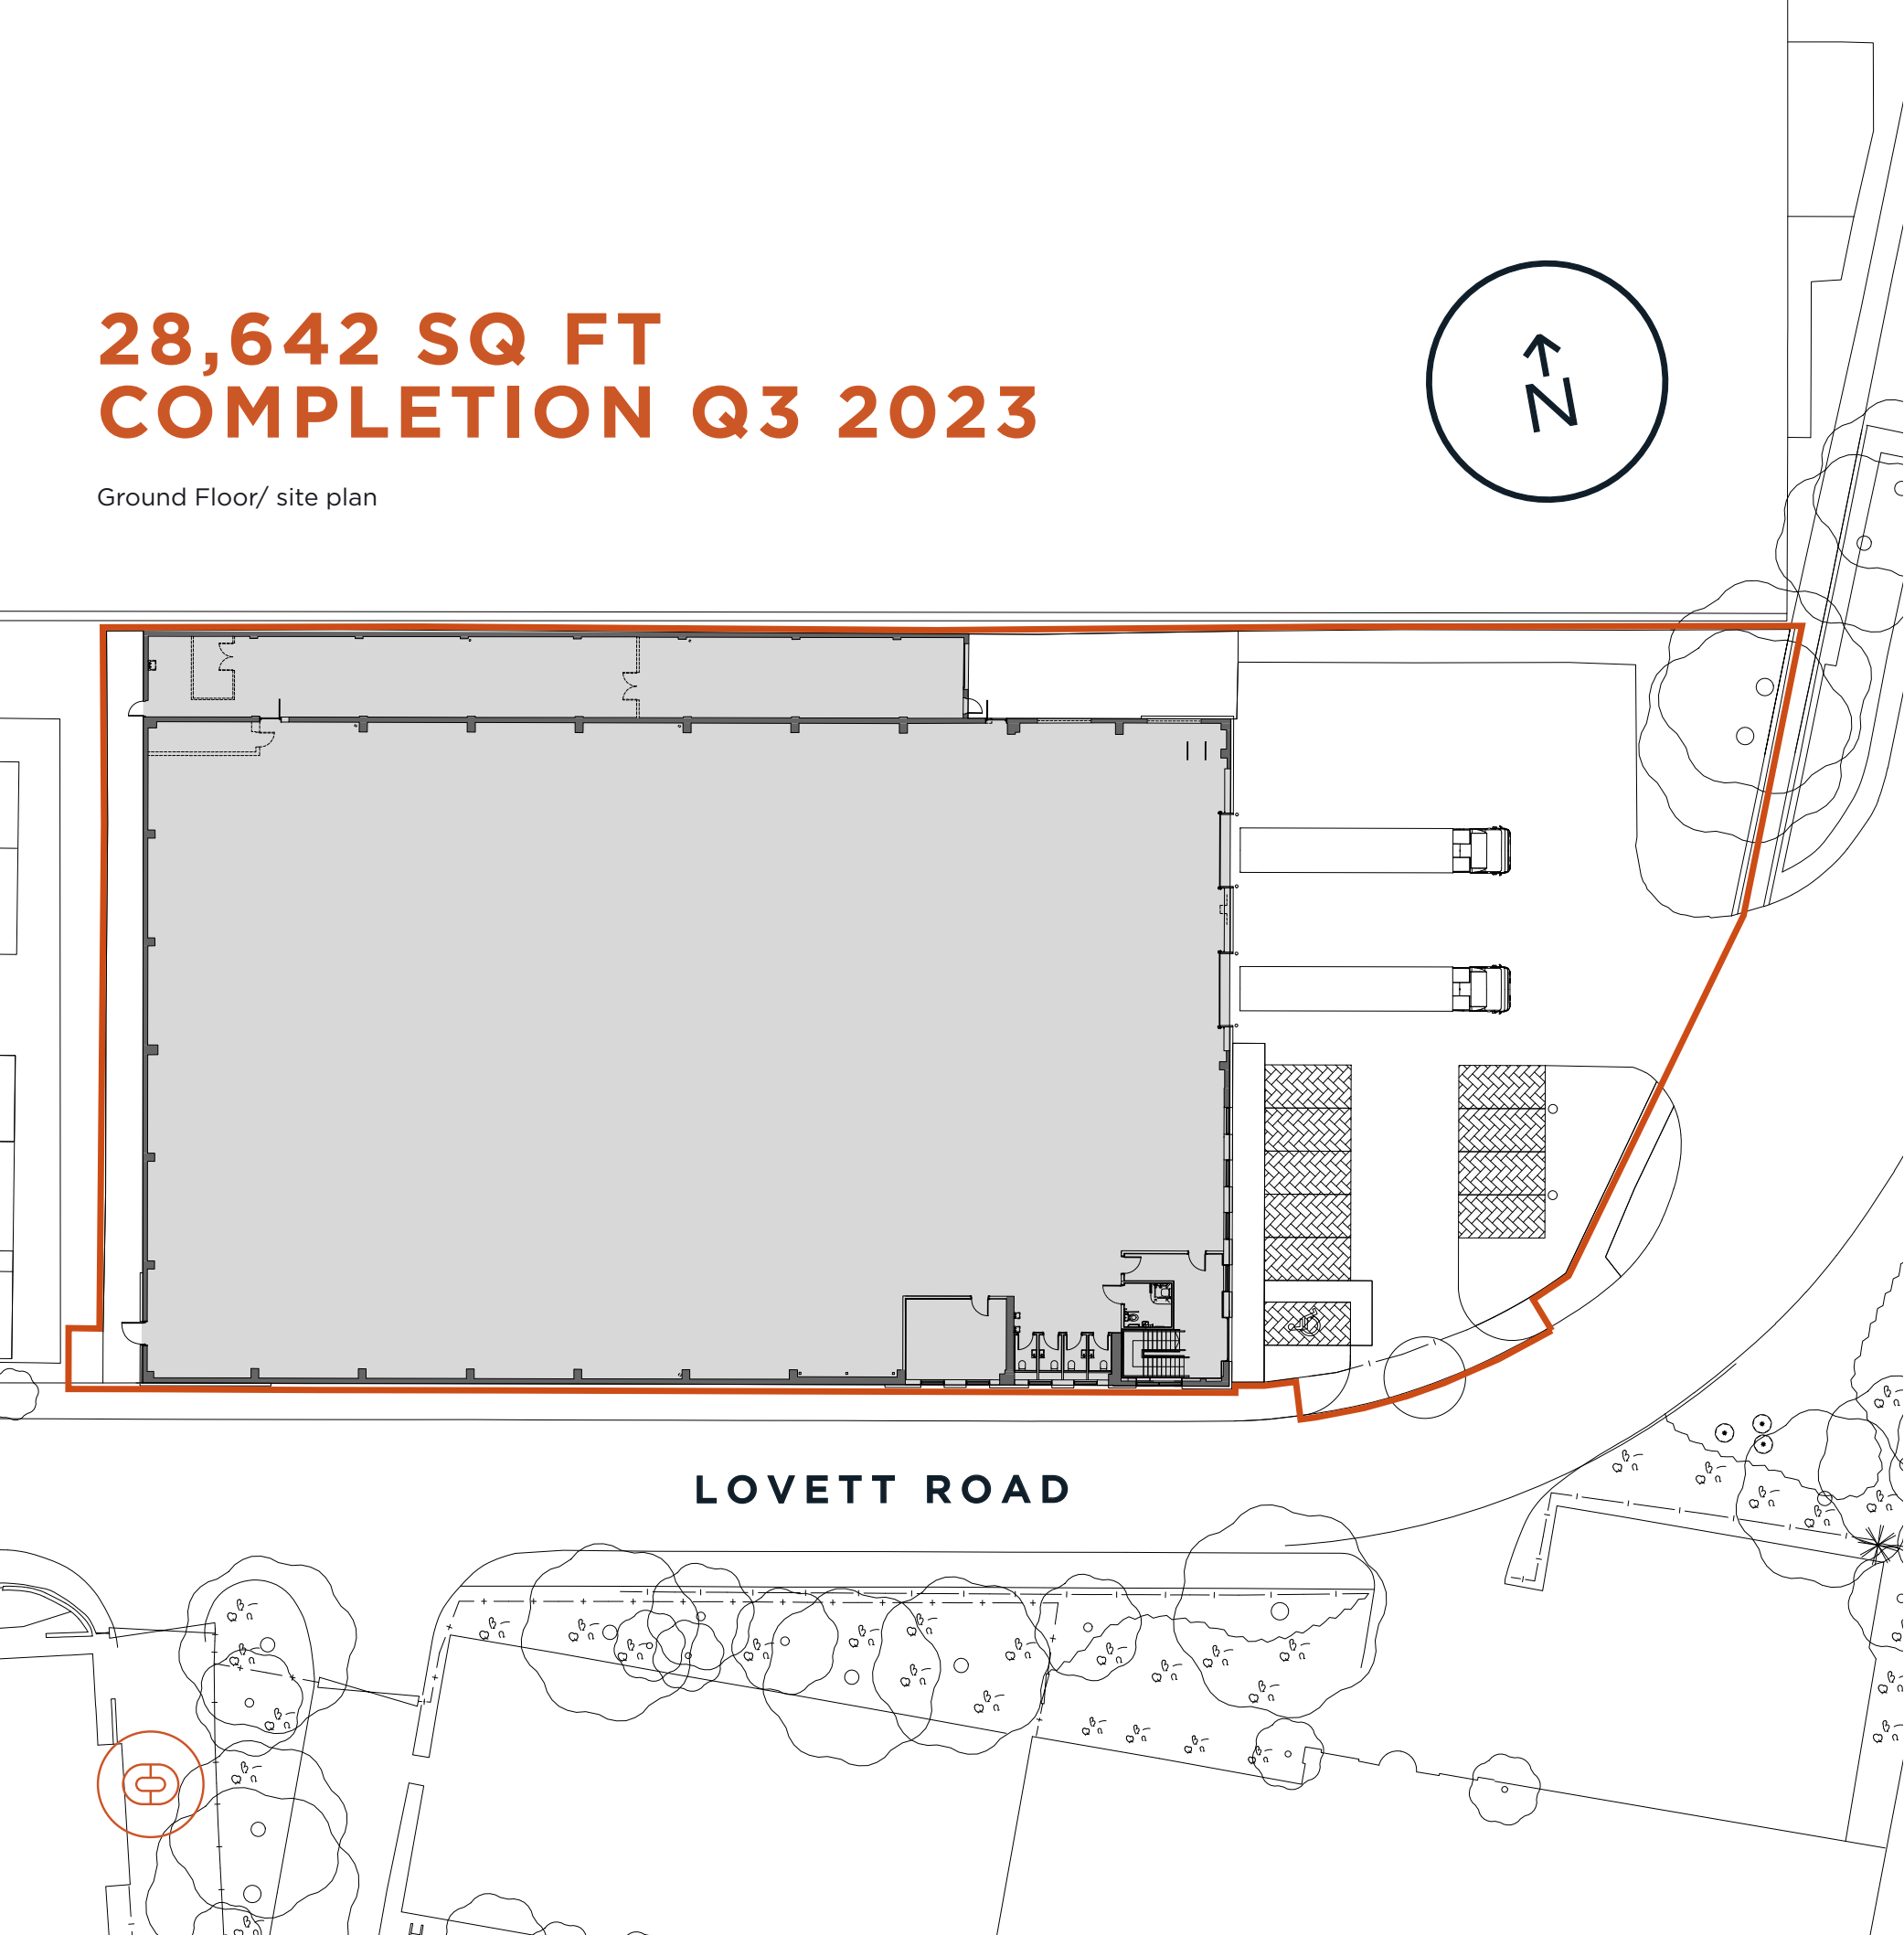 28,642 SQ FT
COMPLETION Q3 2023
Ground Floor/ site plan
N
LOVETT ROAD